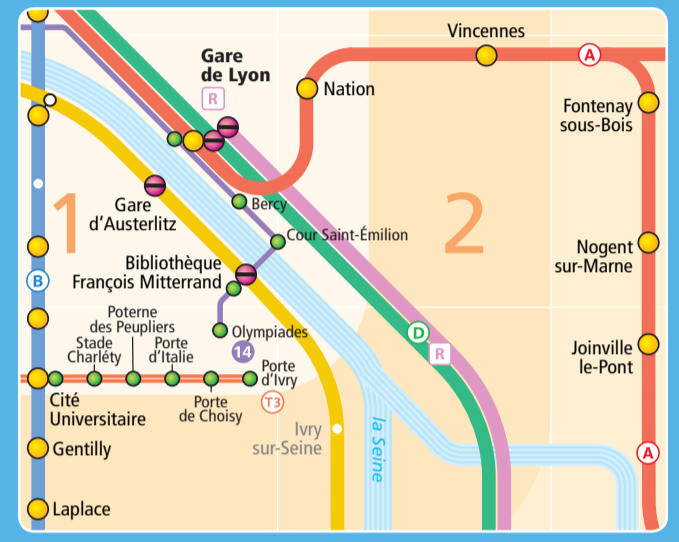 Vincennes
A
Gare
de Lyon
R
Nation
Fontenay
sous-Bois
1
Gare
d'Austerlitz
Bercy
2
Cour Saint-Émilion
Nogent
sur-Marne
B
Bibliothèque
François Mitterrand
Olympiades
14
Poterne
des Peupliers
Stade
Charléty
Porte
d'Italie
D
R
Joinville
le-Pont
Porte
d'Ivry
T3
Cité
Universitaire
Porte
de Choisy
Ivry
sur-Seine
la Seine
Gentilly
A
Laplace